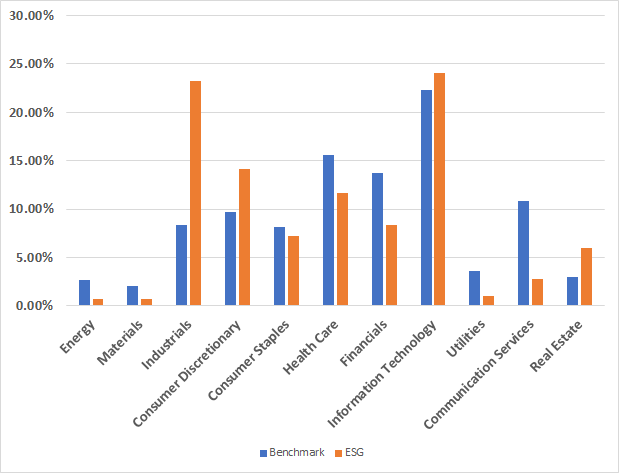 30.00%
25.00%
20.00%
15.00%
10.00%
5.00%
0.00%
Energy
Materials
Industrials
Consumer Discretionary
Consumer Staples
Health Care
Financials
Information Technology
Utilities
Communication Services
Real Estate
Benchmark ESG